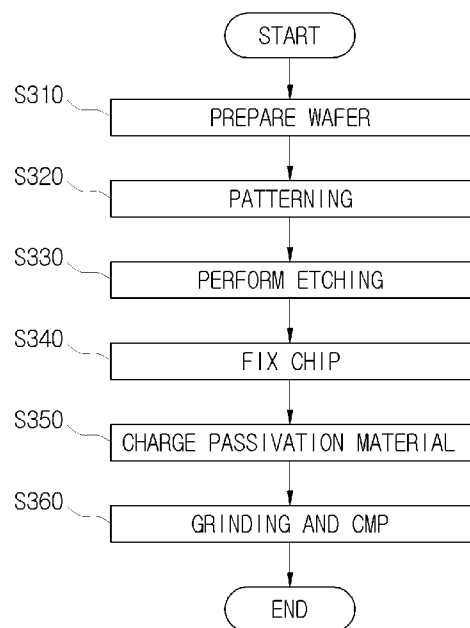 START
S310
PREPARE WAFER
S320
PATTERNING
S330
PERFORM ETCHING
S340
FIX CHIP
S350
CHARGE PASSIVATION MATERIAL
S360
GRINDING AND CMP
END